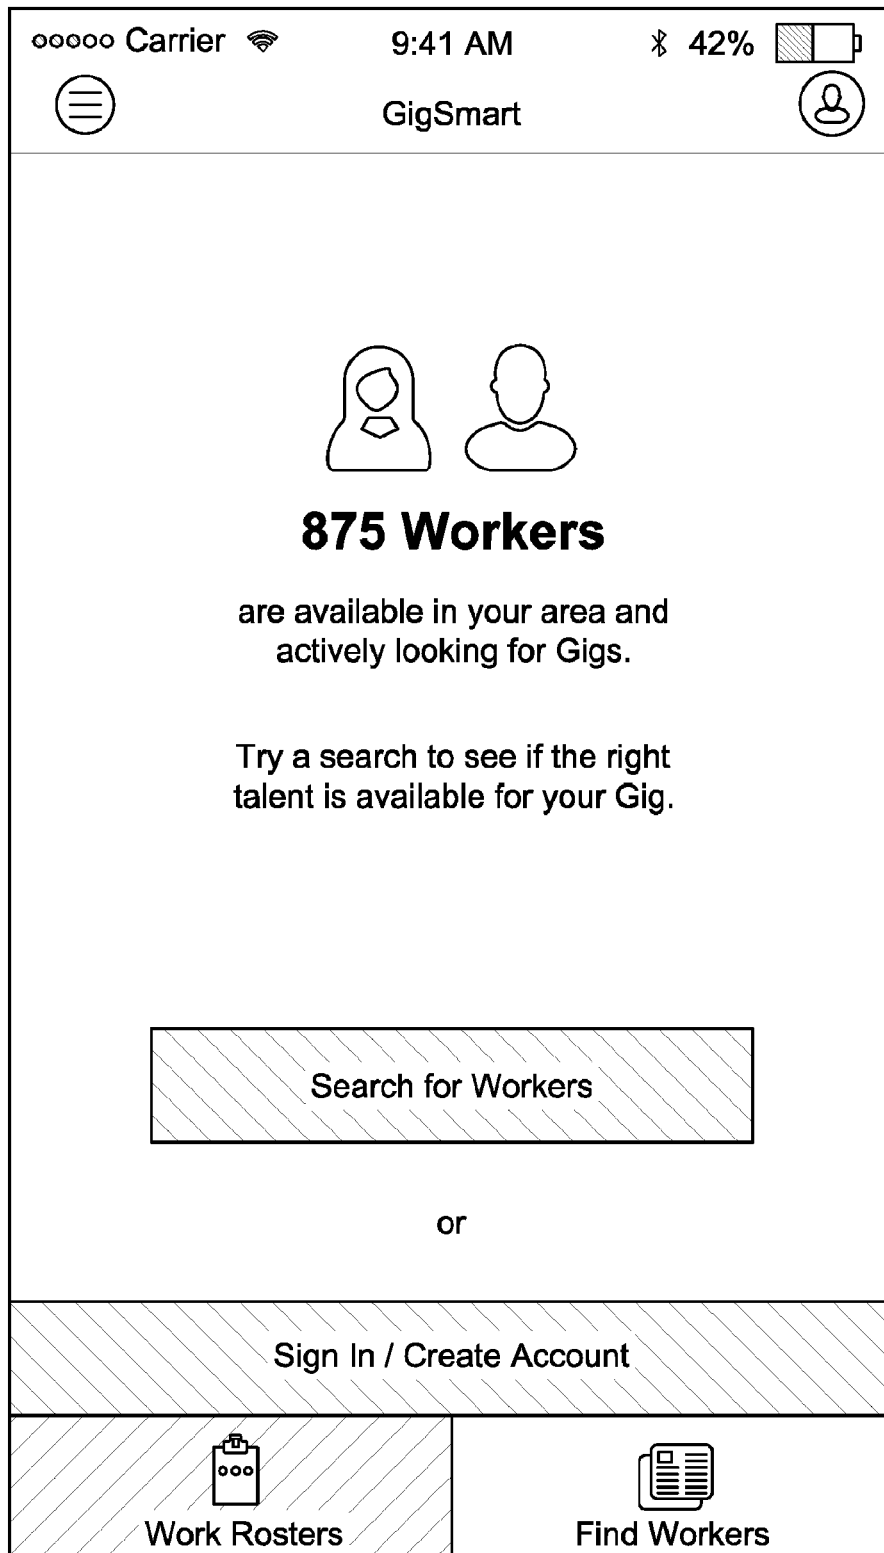 Carrier 9:41 AM 42%
GigSmart
875 Workers
are available in your area and
actively looking for Gigs.
Try a search to see if the right
talent is available for your Gig.
Search for Workers
or
Sign In / Create Account
Work Rosters Find Workers